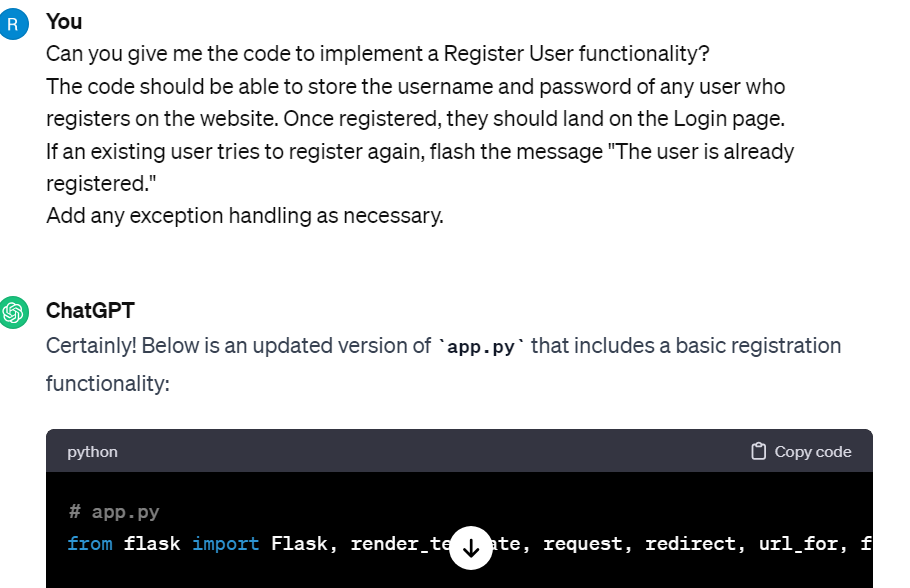 R
You
Can you give me the code to implement a Register User functionality?
The code should be able to store the username and password of any user who
registers on the website. Once registered, they should land on the Login page.
If an existing user tries to register again, flash the message "The user is already
registered."
Add any exception handling as necessary.
ChatGPT
Certainly! Below is an updated version of `app.py` that includes a basic registration
functionality:
python Copy code
# app.py
from flask import Flask, request, redirect, url_for,